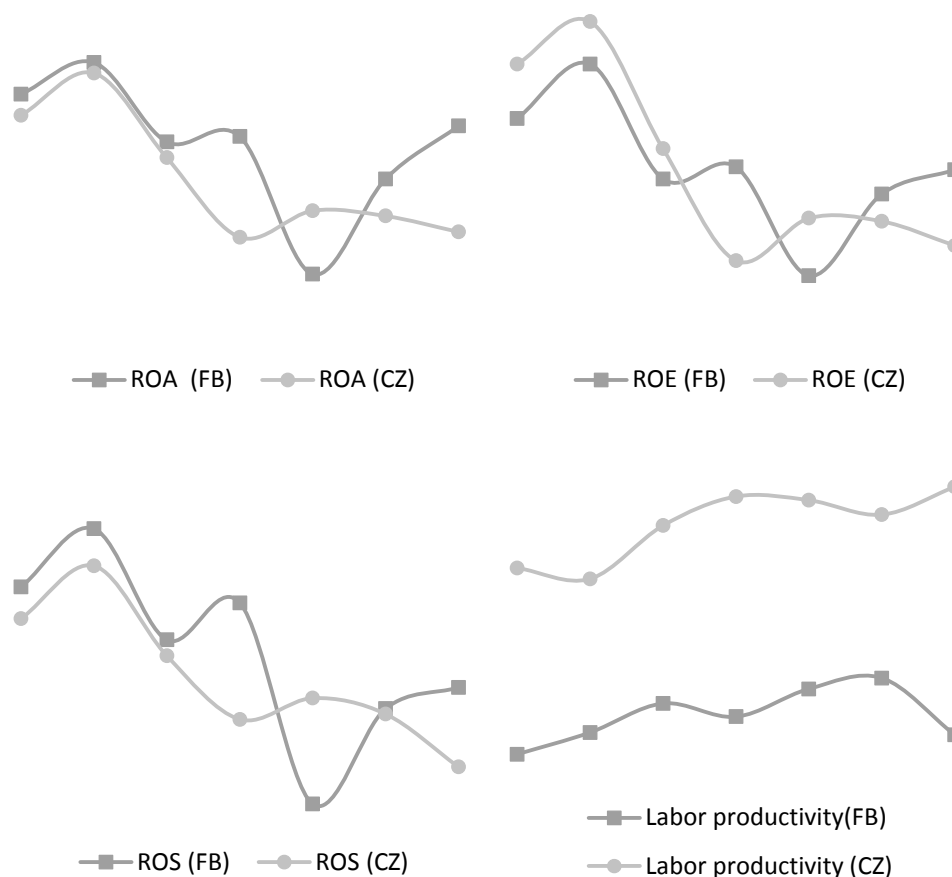 ROA (FB) ROA (CZ)
ROE (FB) ROE (CZ)
ROS (FB) ROS (CZ)
Labor productivity(FB)
Labor productivity (CZ)